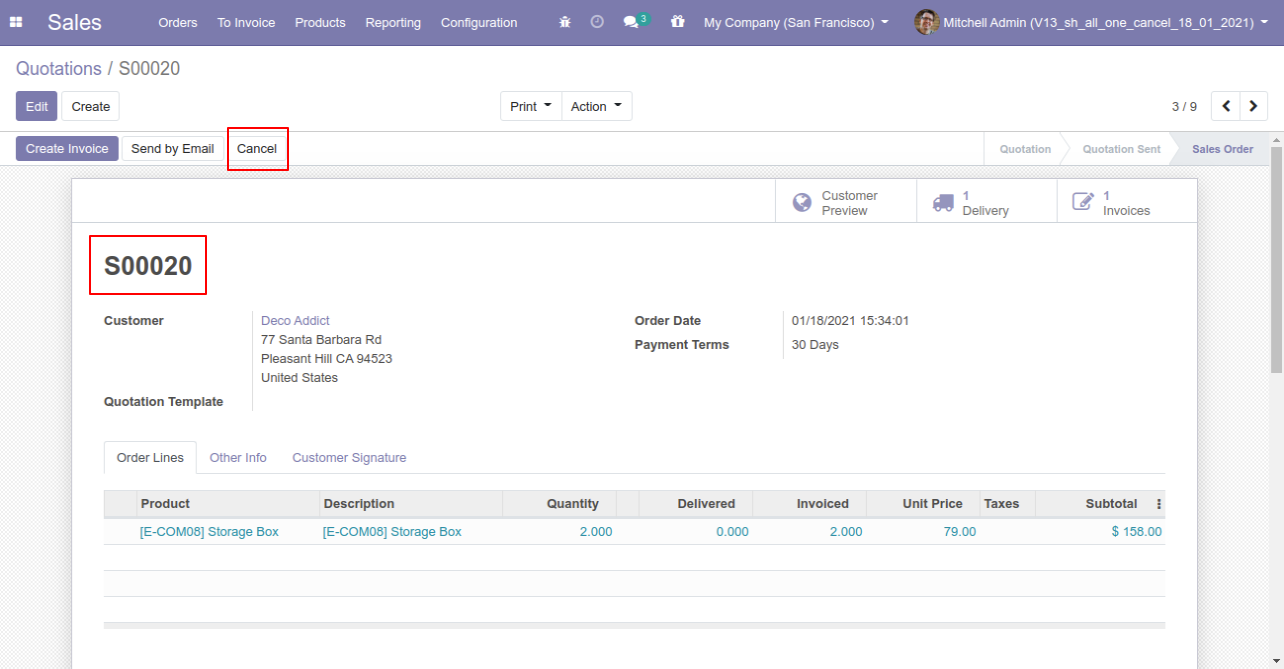 Sales Orders To Invoice Products Reporting Configuration 3 My Company (San Francisco) Mitchell Admin (V13_sh_all_one_cancel_18_01_2021)
Quotations / S00020
Edit Create Print Action 3 / 9
Create Invoice Send by Email Cancel Quotation Quotation Sent Sales Order
Customer Preview 1 Delivery 1 Invoices
S00020
Customer Deco Addict Order Date 01/18/2021 15:34:01
77 Santa Barbara Rd Payment Terms 30 Days
Pleasant Hill CA 94523
United States
Quotation Template
Order Lines Other Info Customer Signature
Product Description Quantity Delivered Invoiced Unit Price Taxes Subtotal
[E-COM08] Storage Box [E-COM08] Storage Box 2.000 0.000 2.000 79.00 $ 158.00